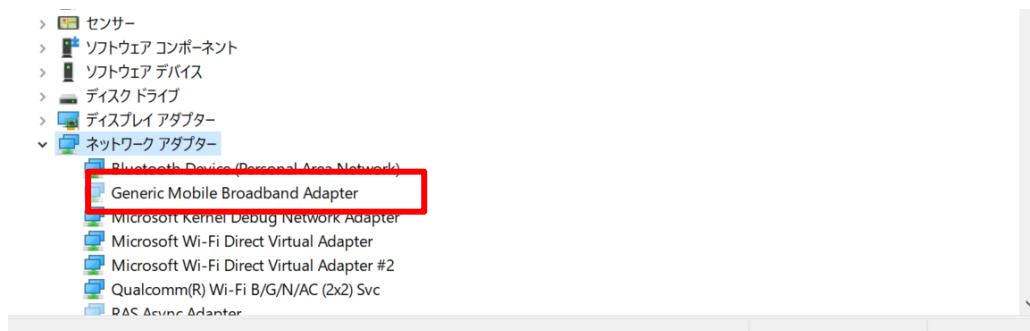 センサー
ソフトウェア コンポーネント
ソフトウェア デバイス
ディスク ドライブ
ディスプレイ アダプター
ネットワーク アダプター
Bluetooth Device (Personal Area Network)
Generic Mobile Broadband Adapter
Microsoft Kernel Debug Network Adapter
Microsoft Wi-Fi Direct Virtual Adapter
Microsoft Wi-Fi Direct Virtual Adapter #2
Qualcomm(R) Wi-Fi B/G/N/AC (2x2) Svc
RAS Async Adapter